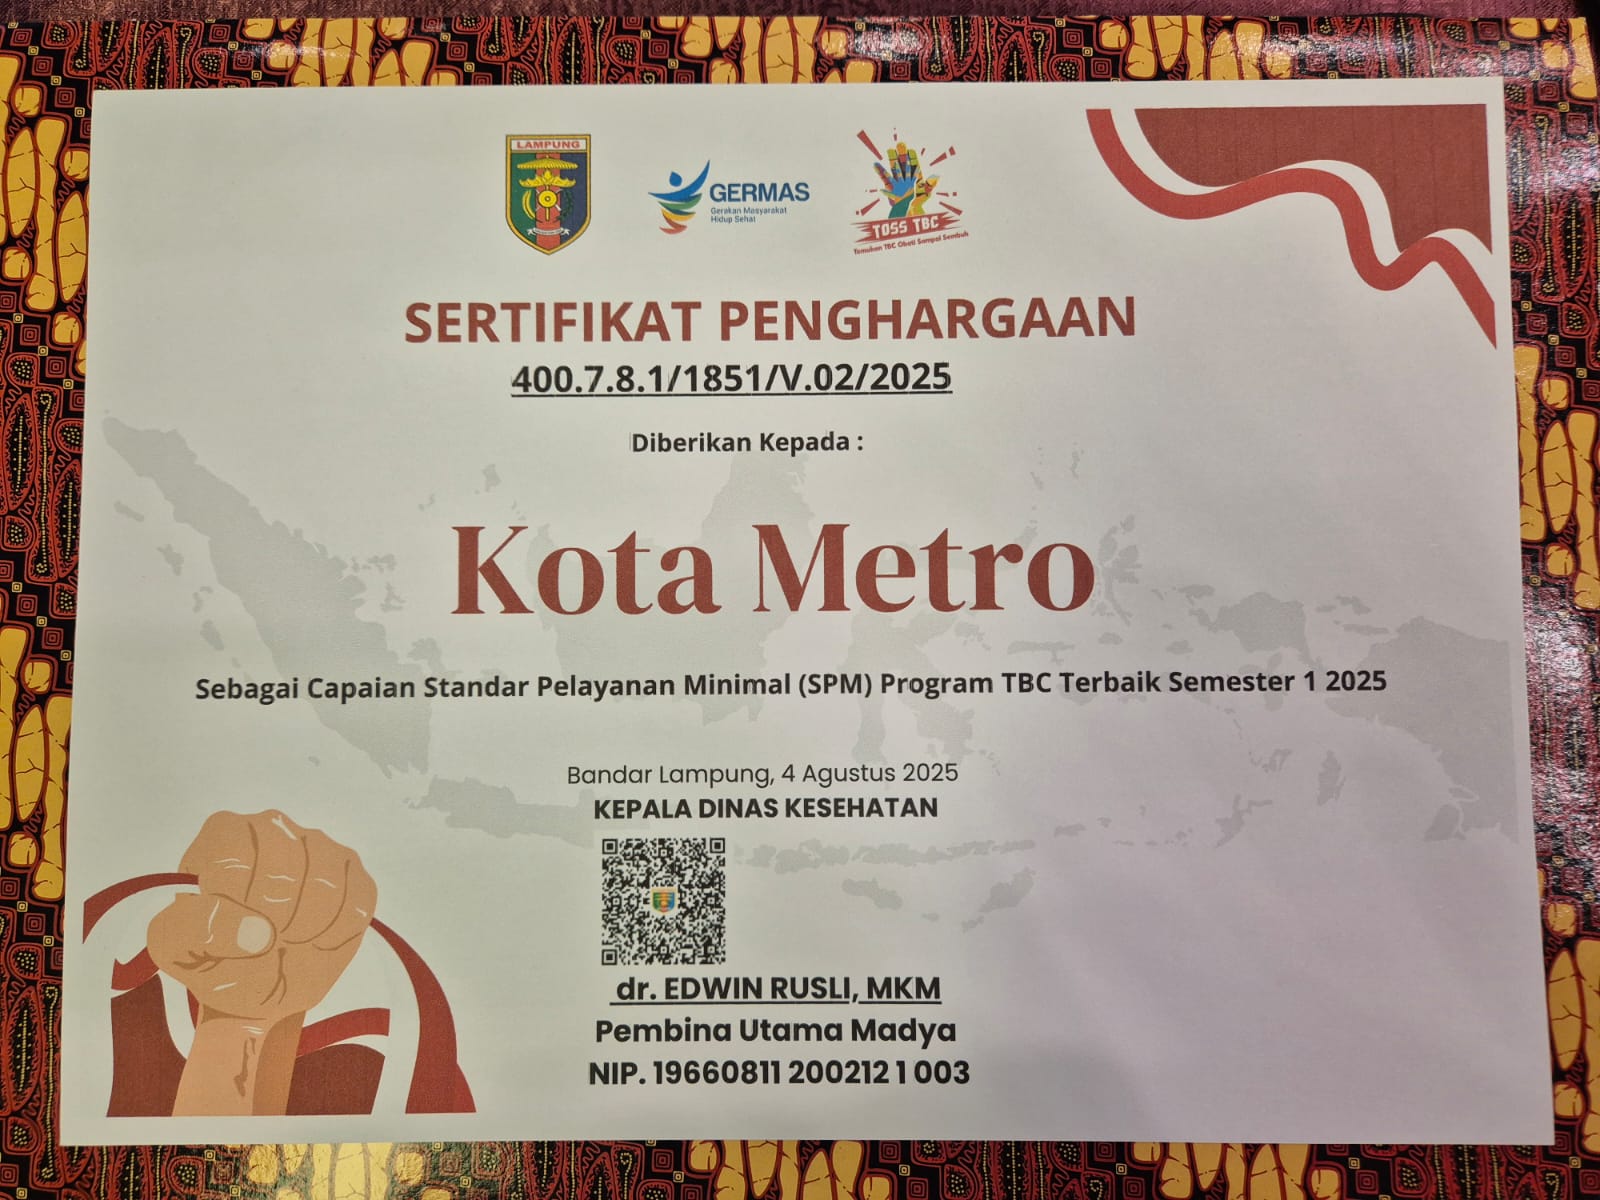 LAMPUNG
GERMAS
Gerakan Masyarakat
Hidup Sehat
TOSS TBC
Temukan TBC Obati Sampai Sembuh
SERTIFIKAT PENGHARGAAN
400.7.8.1/1851/V.02/2025
Diberikan Kepada :
Kota Metro
Sebagai Capaian Standar Pelayanan Minimal (SPM) Program TBC Terbaik Semester 1 2025
Bandar Lampung, 4 Agustus 2025
KEPALA DINAS KESEHATAN
dr. EDWIN RUSLI, MKM
Pembina Utama Madya
NIP. 19660811 200212 1 003